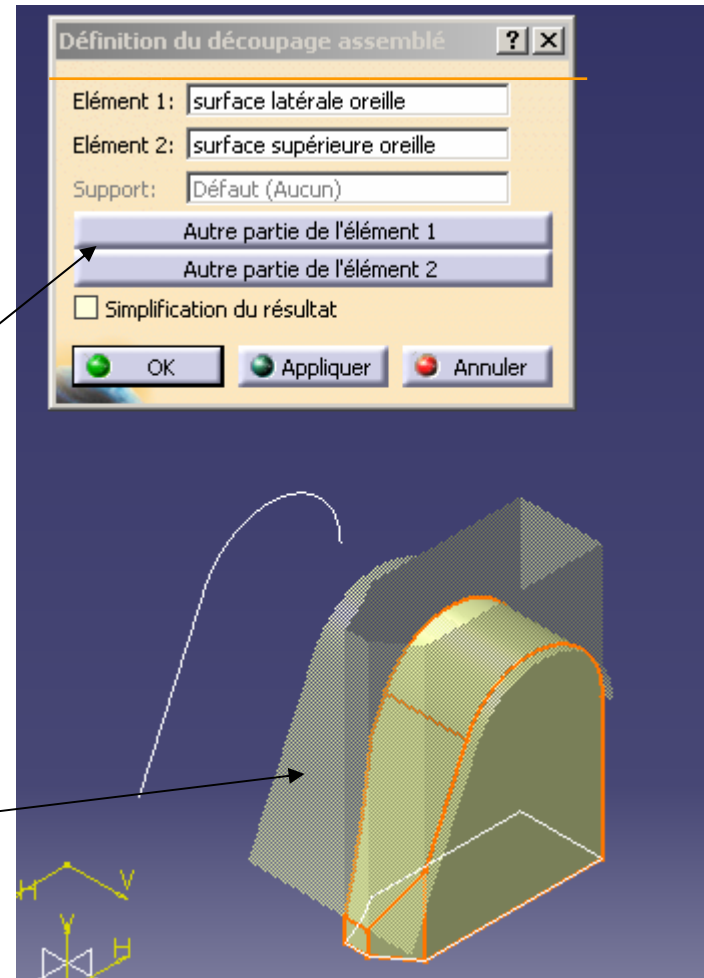 Définition du découpage assemblé
Elément 1: surface latérale oreille
Elément 2: surface supérieure oreille
Support: Défaut (Aucun)
Autre partie de l'élément 1
Autre partie de l'élément 2
Simplification du résultat
OK Appliquer Annuler
H V
Y H